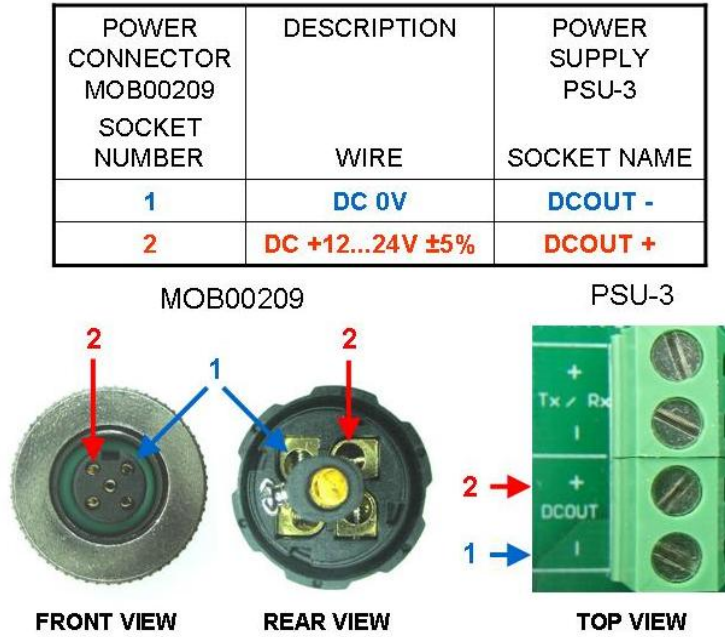 POWER CONNECTOR MOB00209 SOCKET NUMBER
DESCRIPTION WIRE
POWER SUPPLY PSU-3 SOCKET NAME
1
DC 0V
DCOUT -
2
DC +12...24V ±5%
DCOUT +
MOB00209
PSU-3
2
1
2
+
Tx / Rx
-
2
+
DCOUT
1
-
FRONT VIEW
REAR VIEW
TOP VIEW